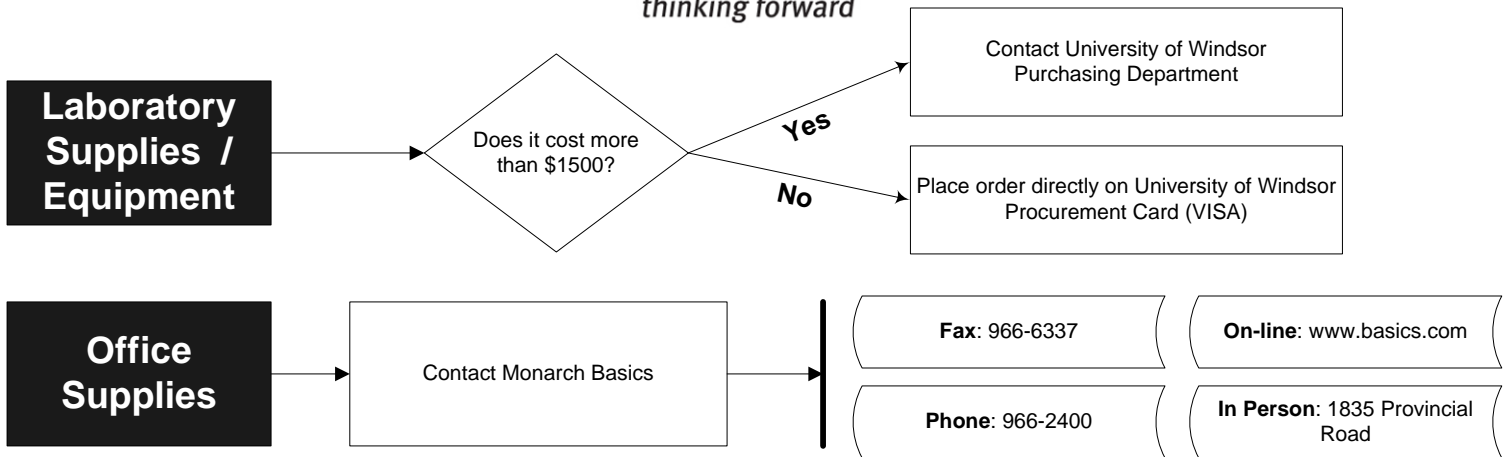 thinking forward
Laboratory
Supplies /
Equipment
Does it cost more
than $1500?
Yes
No
Contact University of Windsor
Purchasing Department
Place order directly on University of Windsor
Procurement Card (VISA)
Office
Supplies
Contact Monarch Basics
Fax: 966-6337
On-line: www.basics.com
Phone: 966-2400
In Person: 1835 Provincial
Road